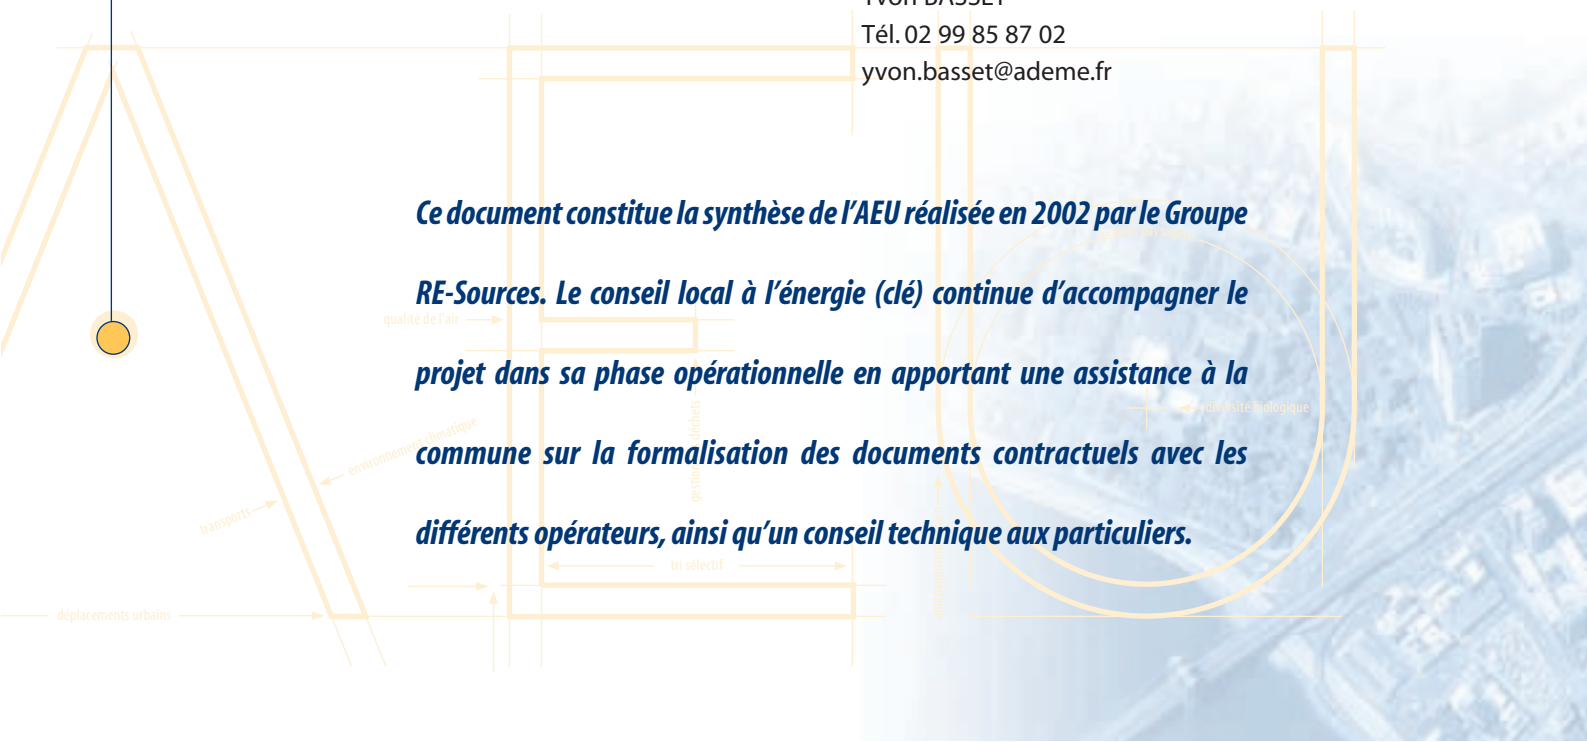 Yvon BASSET
Tél. 02 99 85 87 02
yvon.basset@ademe.fr
Ce document constitue la synthèse de l’AEU réalisée en 2002 par le Groupe
RE-Sources. Le conseil local à l’énergie (clé) continue d’accompagner le
projet dans sa phase opérationnelle en apportant une assistance à la
commune sur la formalisation des documents contractuels avec les
différents opérateurs, ainsi qu’un conseil technique aux particuliers.
qualité de l’air
environnement climatique
transports
déplacements urbains
tri sélectif
diversité biologique